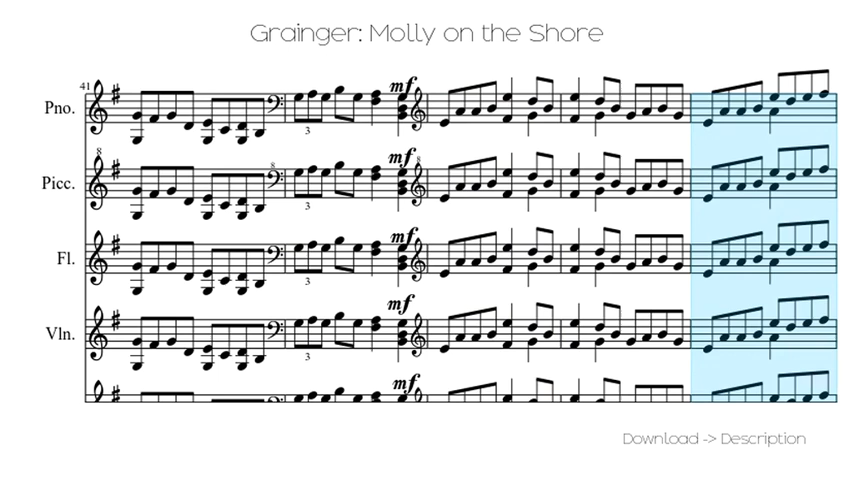 Grainger: Molly on the Shore
41
Pno.
mf
3
8
8
8
Picc.
mf
3
Fl.
mf
3
Vln.
mf
3
mf
Download -> Description